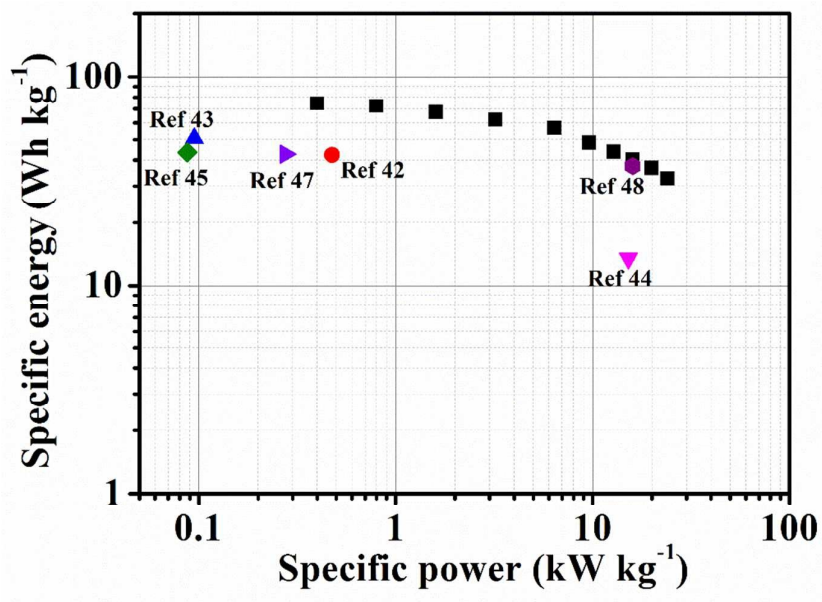 Specific energy (Wh kg⁻¹)
100
10
1
Ref 43
Ref 45
Ref 47
Ref 42
Ref 48
Ref 44
0.1
1
10
100
Specific power (kW kg⁻¹)